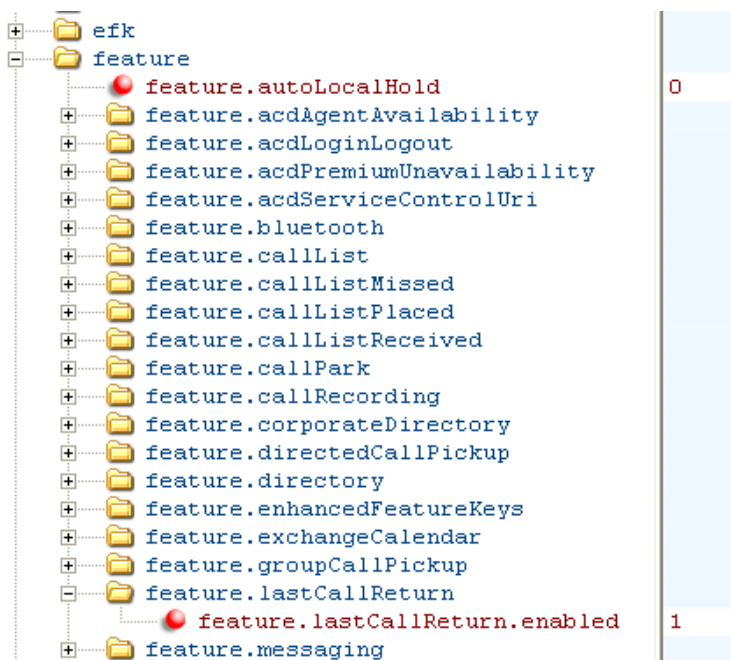 efk
feature
feature.autoLocalHold 0
feature.acdAgentAvailability
feature.acdLoginLogout
feature.acdPremiumUnavailability
feature.acdServiceControlUri
feature.bluetooth
feature.callList
feature.callListMissed
feature.callListPlaced
feature.callListReceived
feature.callPark
feature.callRecording
feature.corporateDirectory
feature.directedCallPickup
feature.directory
feature.enhancedFeatureKeys
feature.exchangeCalendar
feature.groupCallPickup
feature.lastCallReturn
feature.lastCallReturn.enabled 1
feature.messaging